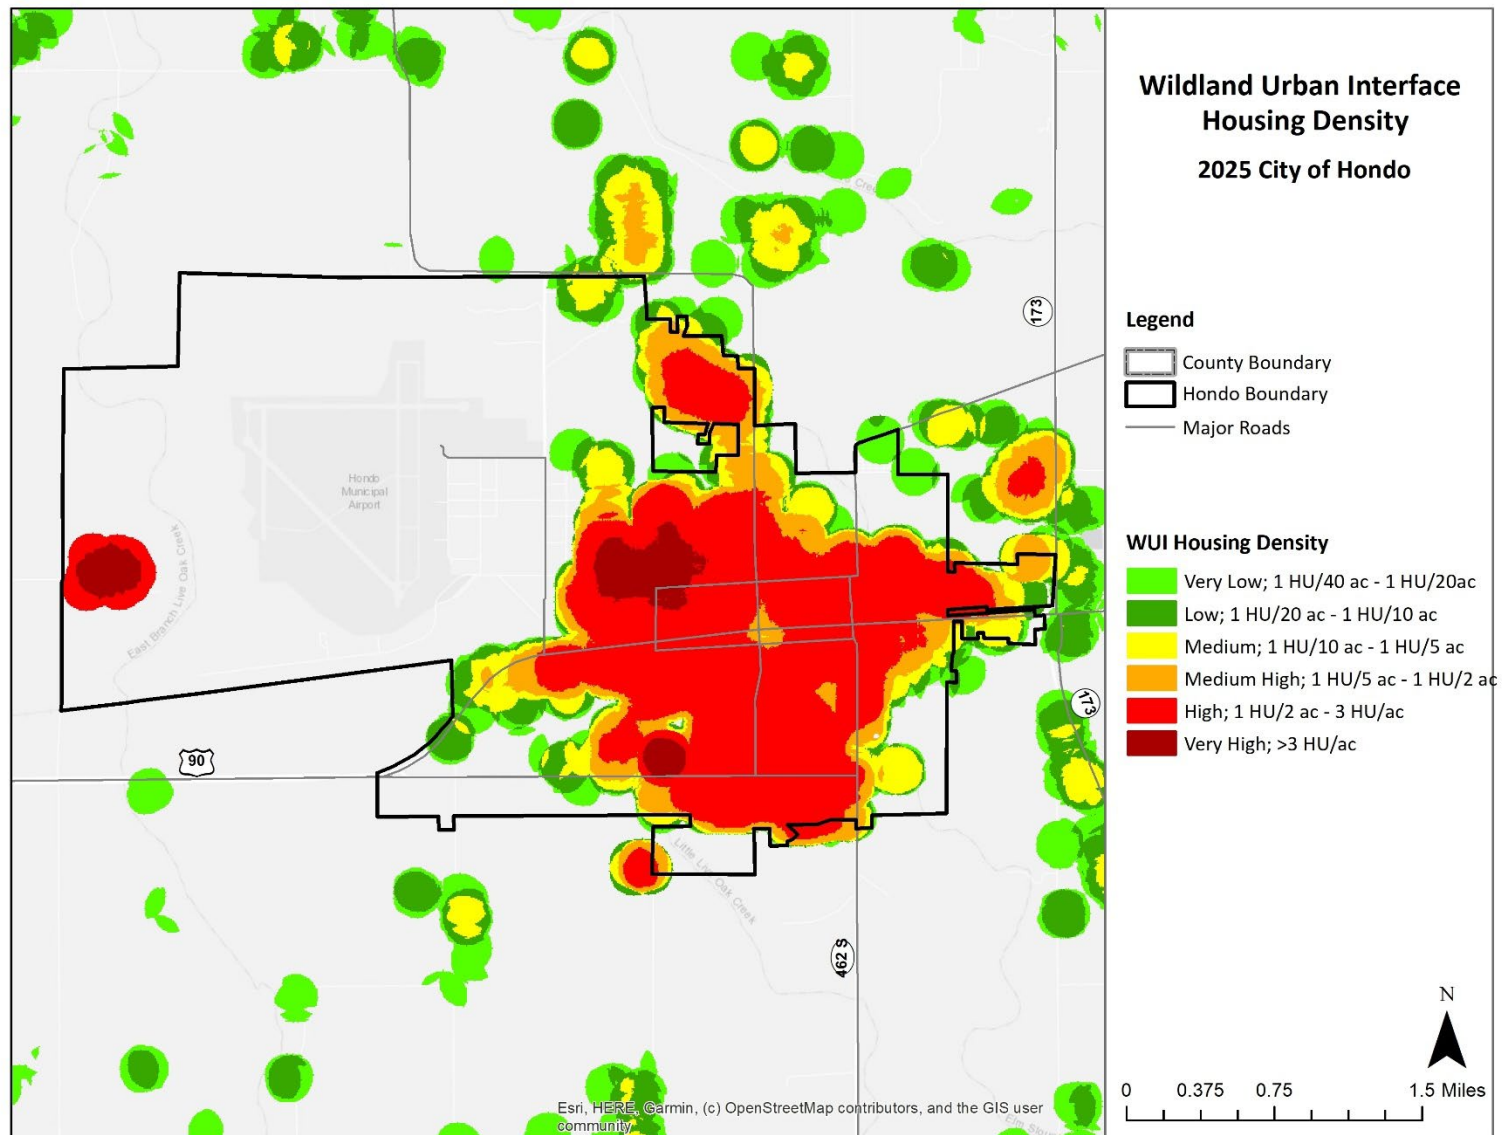 Wildland Urban Interface
Housing Density
2025 City of Hondo
Legend
County Boundary
Hondo Boundary
Major Roads
WUI Housing Density
Very Low; 1 HU/40 ac - 1 HU/20ac
Low; 1 HU/20 ac - 1 HU/10 ac
Medium; 1 HU/10 ac - 1 HU/5 ac
Medium High; 1 HU/5 ac - 1 HU/2 ac
High; 1 HU/2 ac - 3 HU/ac
Very High; >3 HU/ac
N
0 0.375 0.75 1.5 Miles
173
Hondo
Municipal
Airport
East Branch Live Oak Creek
90
173
Little Live Oak Creek
462 S
Esri, HERE, Garmin, (c) OpenStreetMap contributors, and the GIS user
community
Elm